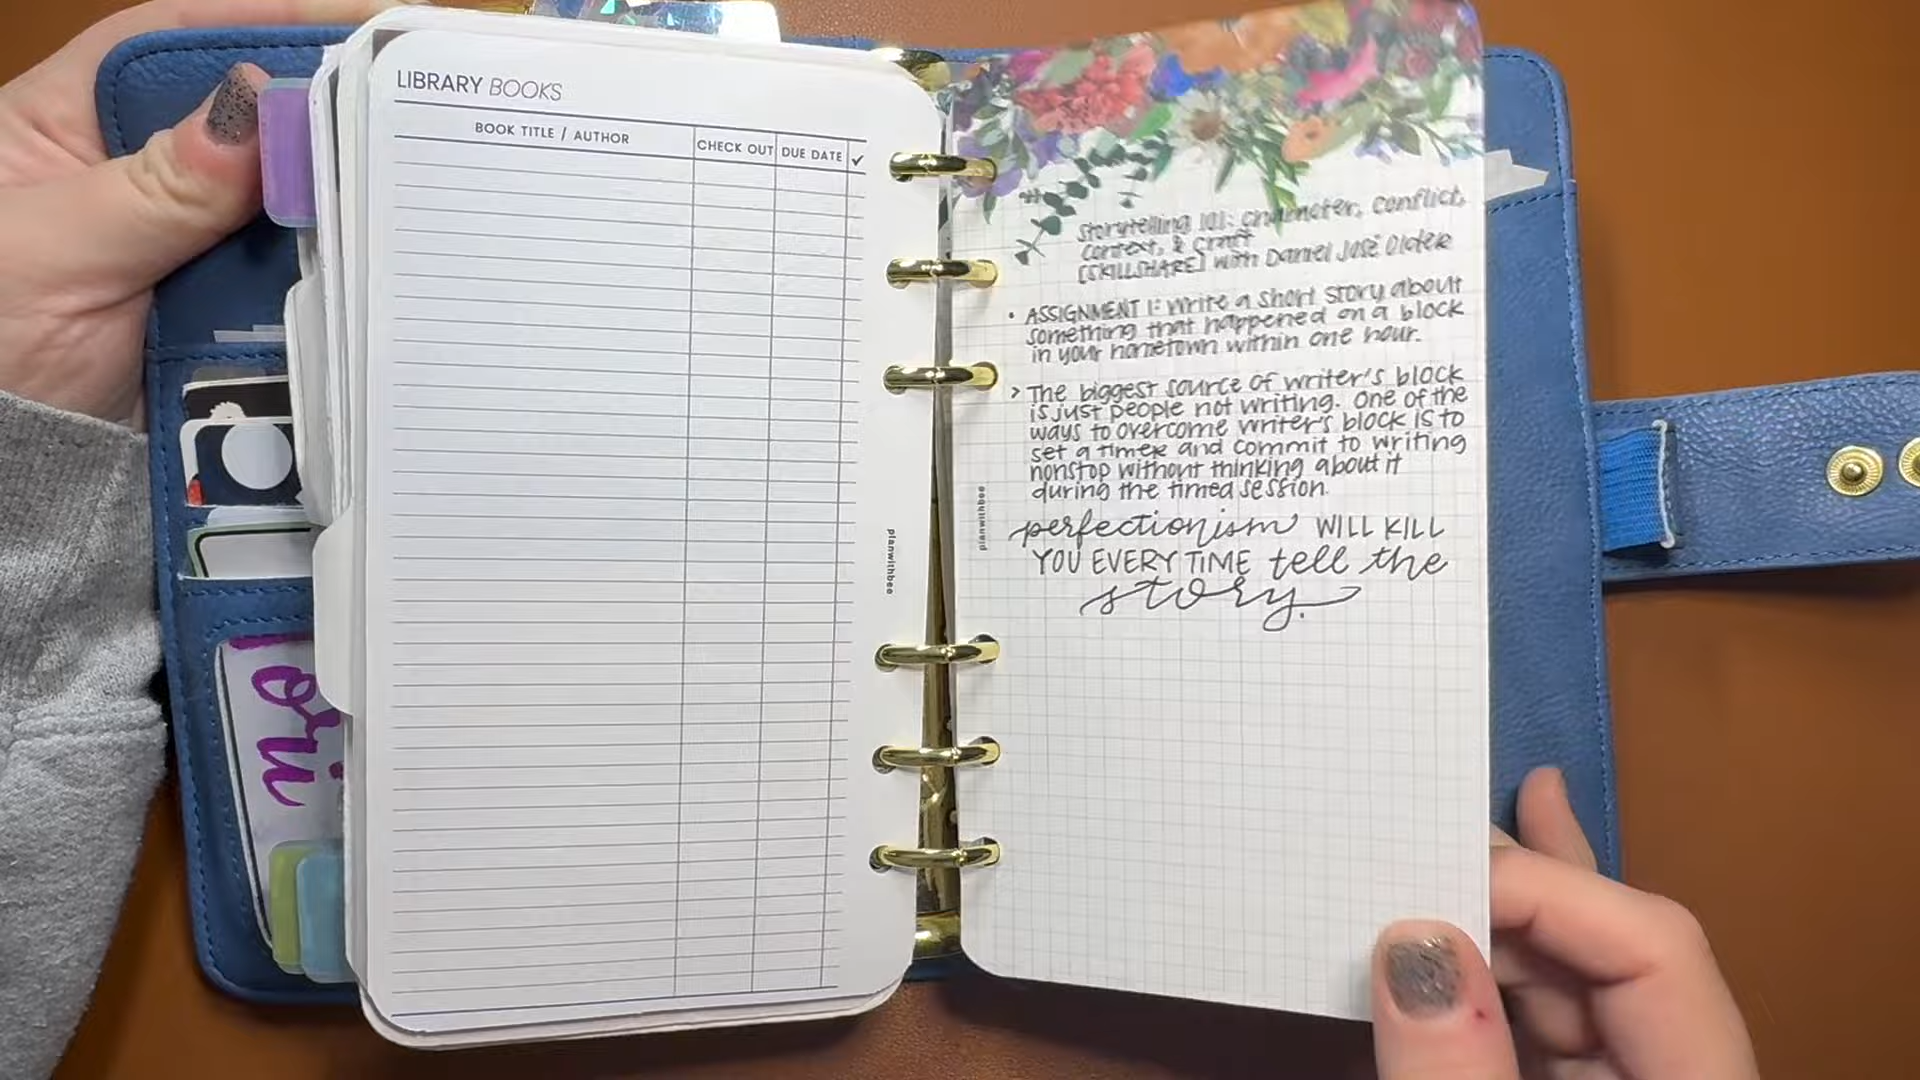 LIBRARY BOOKS
BOOK TITLE / AUTHOR CHECK OUT DUE DATE ✓
planwithbee
ori
Storytelling 101: Character, Conflict,
Context, & Craft
[SKILLSHARE] with Daniel José Older
• ASSIGNMENT 1: Write a short story about
something that happened on a block
in your hometown within one hour.
> The biggest source of writer's block
is just people not writing. One of the
ways to overcome writer's block is to
set a timer and commit to writing
nonstop without thinking about it
during the timed session.
perfectionism WILL KILL
YOU EVERY TIME tell the
story.
planwithbee